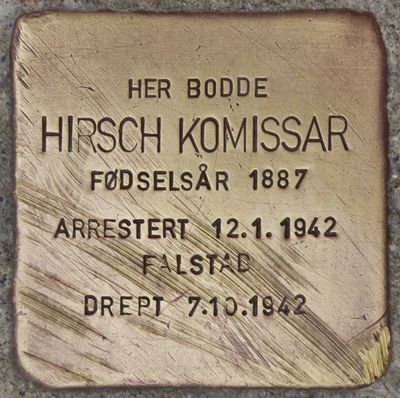 HER BODDE
HIRSCH KOMISSAR
FØDSELSÅR 1887
ARRESTERT 12.1.1942
FALSTAD
DREPT 7.10.1942